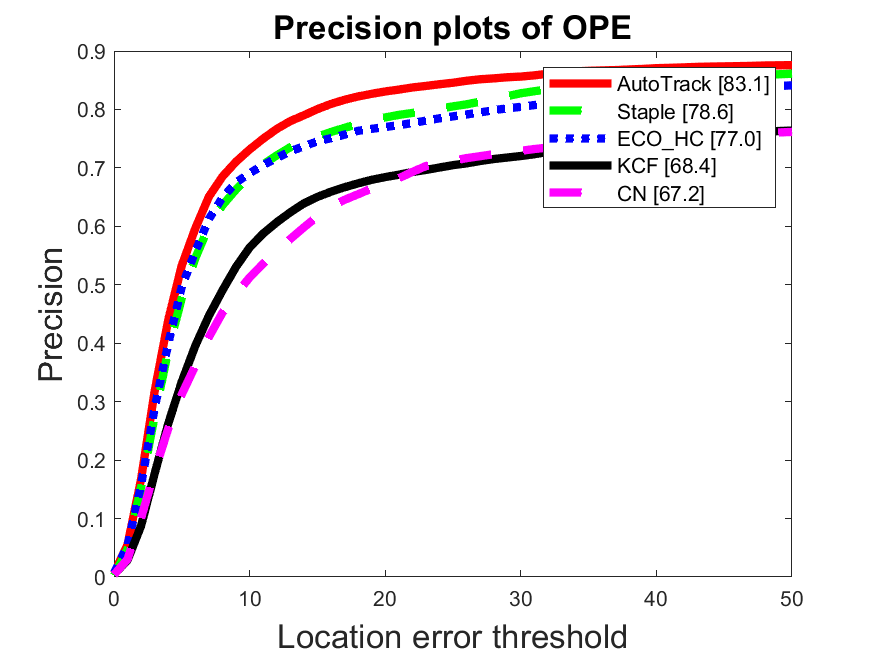 Precision plots of OPE
0.9
0.8
0.7
0.6
0.5
0.4
0.3
0.2
0.1
0
Precision
AutoTrack [83.1]
Staple [78.6]
ECO_HC [77.0]
KCF [68.4]
CN [67.2]
0 10 20 30 40 50
Location error threshold